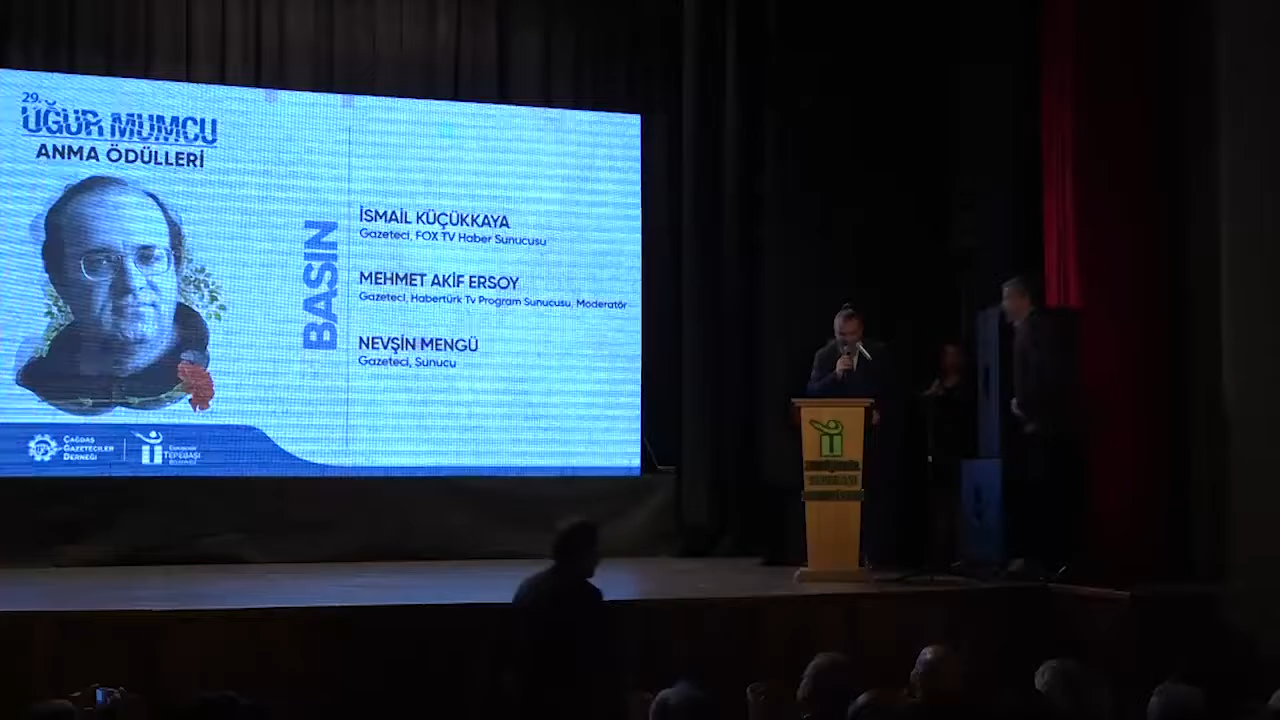 29.
UĞUR MUMCU
ANMA ÖDÜLLERİ
BASIN
İSMAİL KÜÇÜKKAYA
Gazeteci, FOX TV Haber Sunucusu
MEHMET AKİF ERSOY
Gazeteci, Habertürk Tv Program Sunucusu, Moderatör
NEVŞİN MENGÜ
Gazeteci, Sunucu
ÇAĞDAŞ
GAZETECİLER
DERNEĞİ
TEPEBAŞI